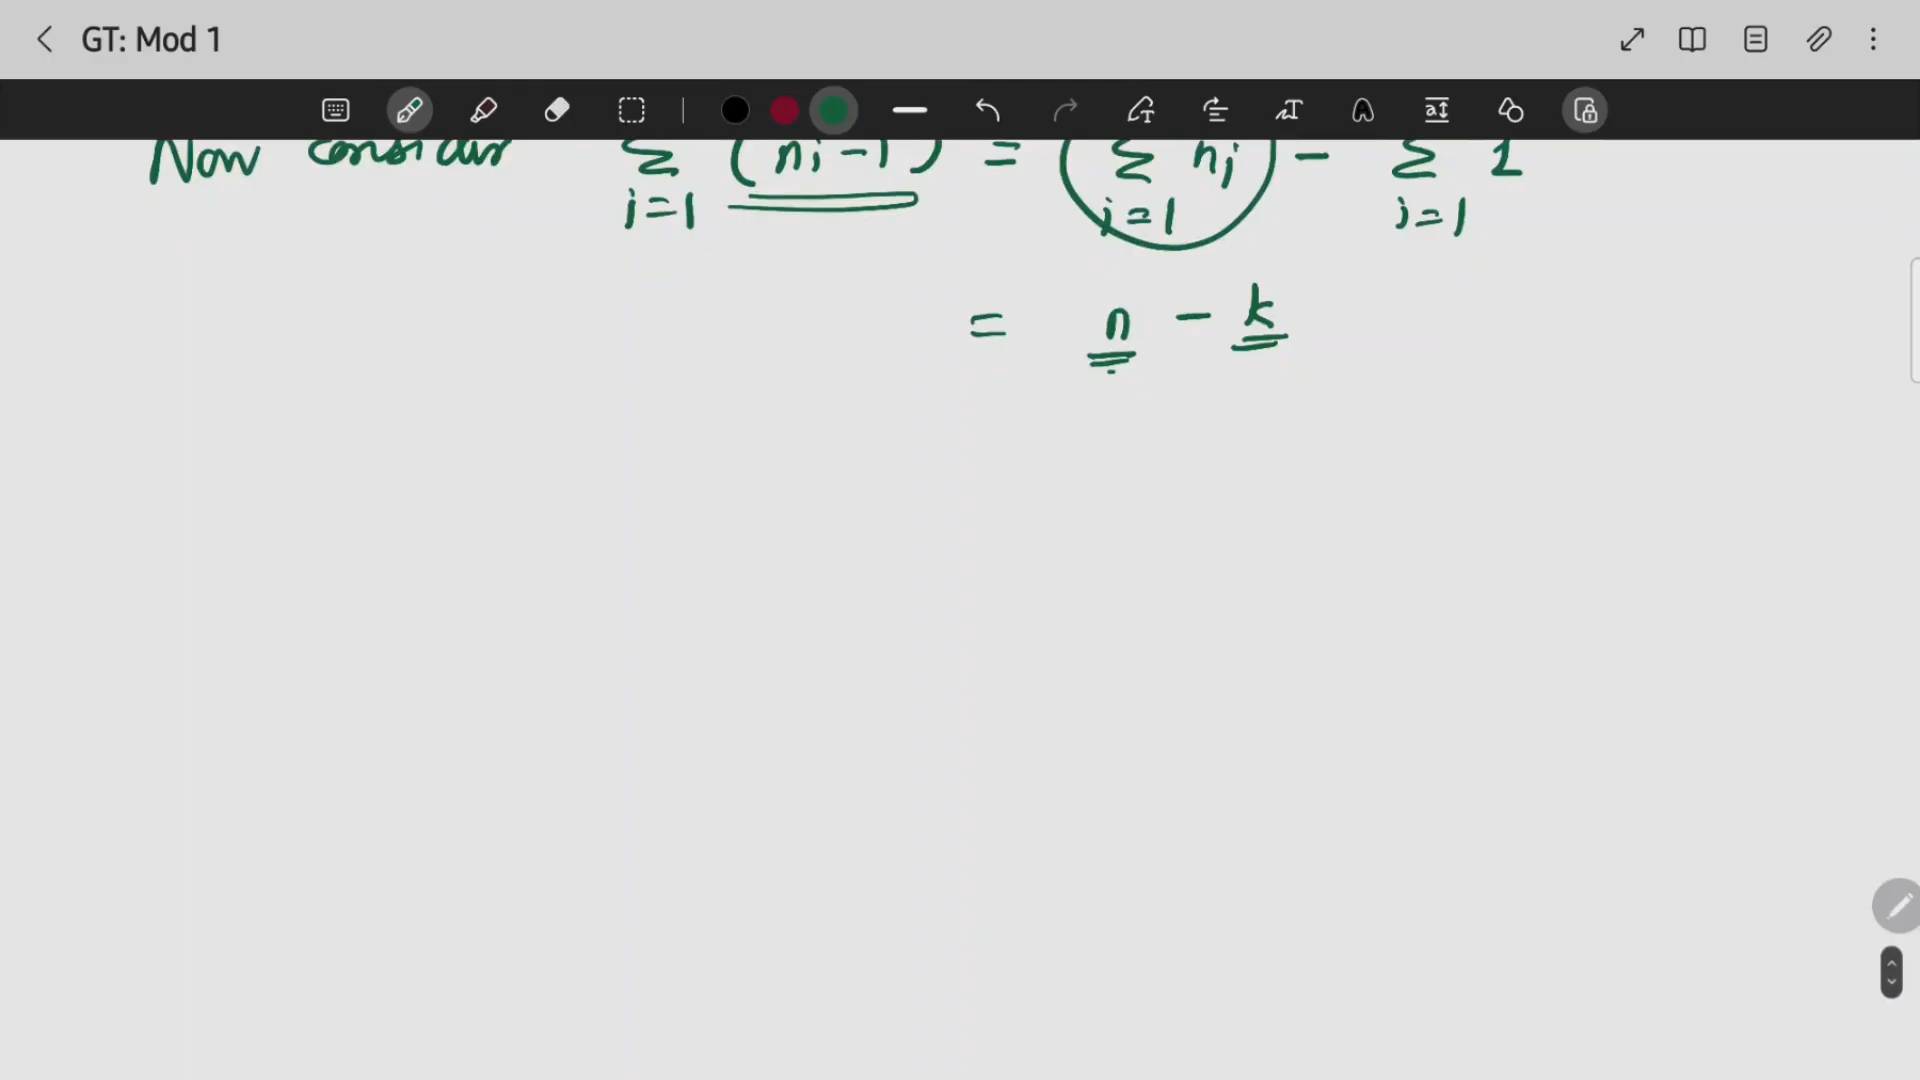 GT: Mod 1
Now consider Σ (ni -1) = Σ ni - Σ 1
i=1 i=1 i=1
= n - k